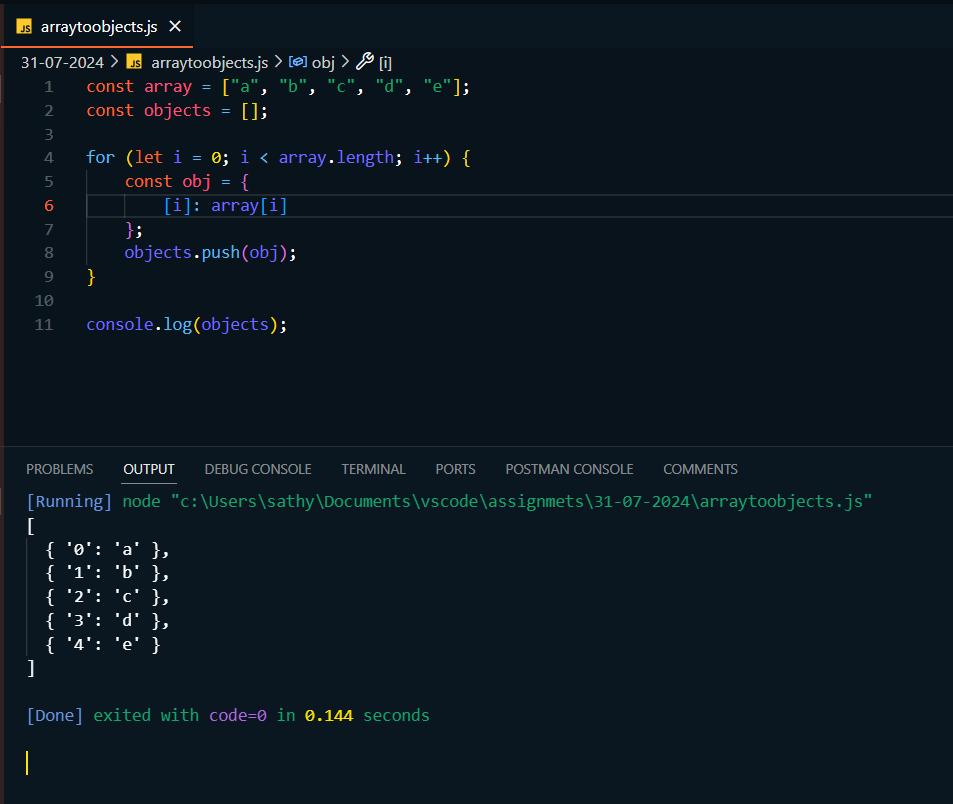 JS arraytoobjects.js ×
31-07-2024 > JS arraytoobjects.js > obj > [i]
1 const array = ["a", "b", "c", "d", "e"];
2 const objects = [];
3
4 for (let i = 0; i < array.length; i++) {
5     const obj = {
6         [i]: array[i]
7     };
8     objects.push(obj);
9 }
10
11 console.log(objects);
PROBLEMS OUTPUT DEBUG CONSOLE TERMINAL PORTS POSTMAN CONSOLE COMMENTS
[Running] node "c:\Users\sathy\Documents\vscode\assignmets\31-07-2024\arraytoobjects.js"
[
  { '0': 'a' },
  { '1': 'b' },
  { '2': 'c' },
  { '3': 'd' },
  { '4': 'e' }
]
[Done] exited with code=0 in 0.144 seconds